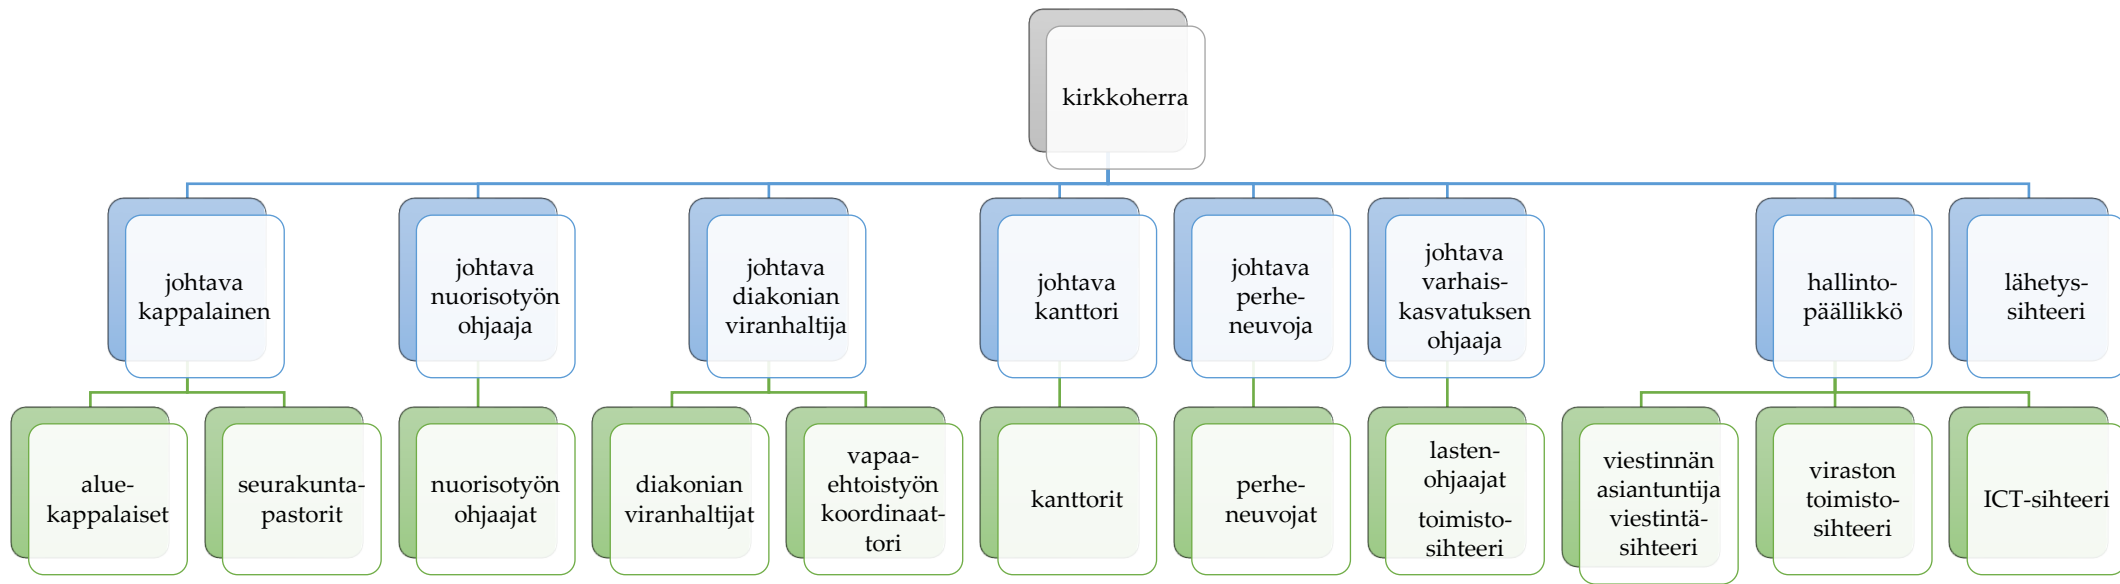 kirkkoherra
johtava
kappalainen
johtava
nuorisotyön
ohjaaja
johtava
diakonian
viranhaltija
johtava
kanttori
johtava
perhe-
neuvoja
johtava
varhais-
kasvatuksen
ohjaaja
hallinto-
päällikkö
lähetys-
sihteeri
alue-
kappalaiset
seurakunta-
pastorit
nuorisotyön
ohjaajat
diakonian
viranhaltijat
vapaa-
ehtoistyön
koordinaat-
tori
kanttorit
perhe-
neuvojat
lasten-
ohjaajat
toimisto-
sihteeri
viestinnän
asiantuntija
viestintä-
sihteeri
viraston
toimisto-
sihteeri
ICT-sihteeri